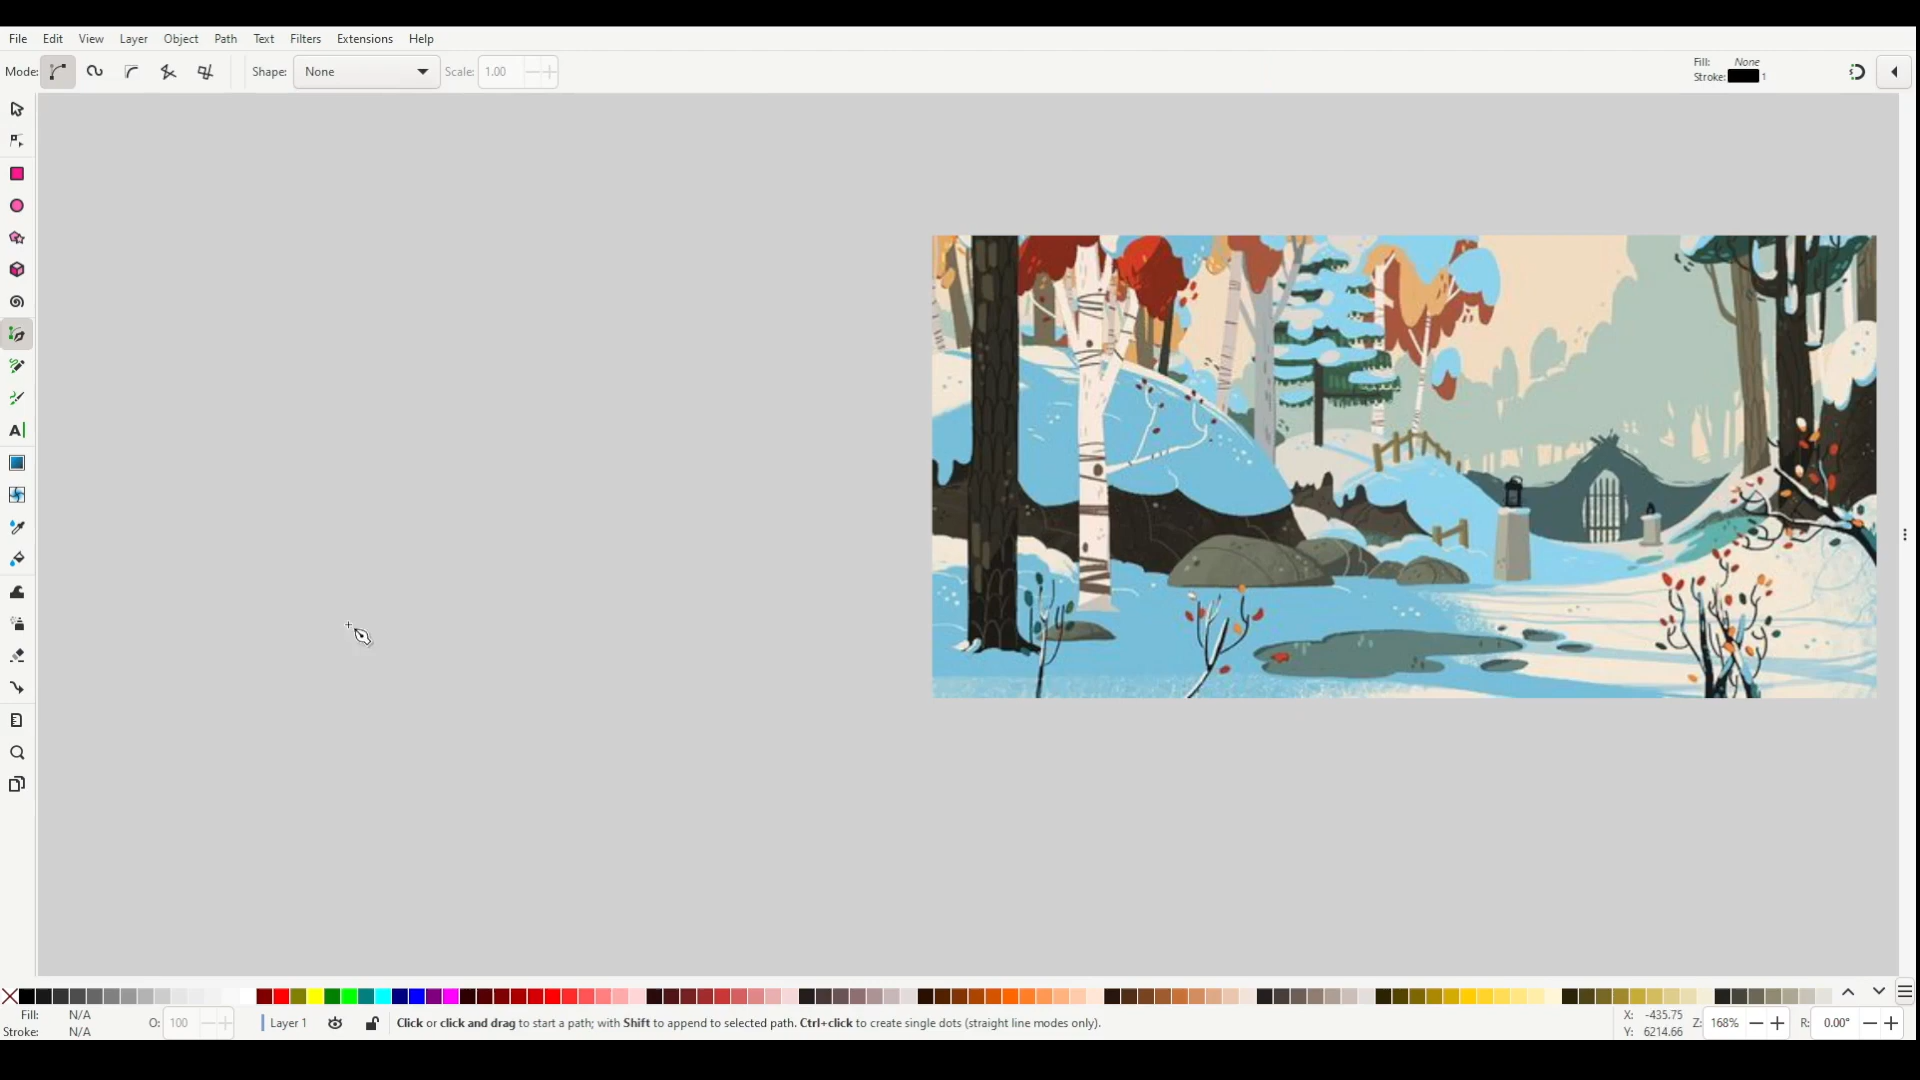 File Edit View Layer Object Path Text Filters Extensions Help
Mode: Shape: None Scale: 1.00
Fill: None
Stroke: 1
A
Fill: N/A
Stroke: N/A
O: 100
Layer 1
Click or click and drag to start a path; with Shift to append to selected path. Ctrl+click to create single dots (straight line modes only).
X: -435.75
Y: 6214.66
Z: 168%
R: 0.00°